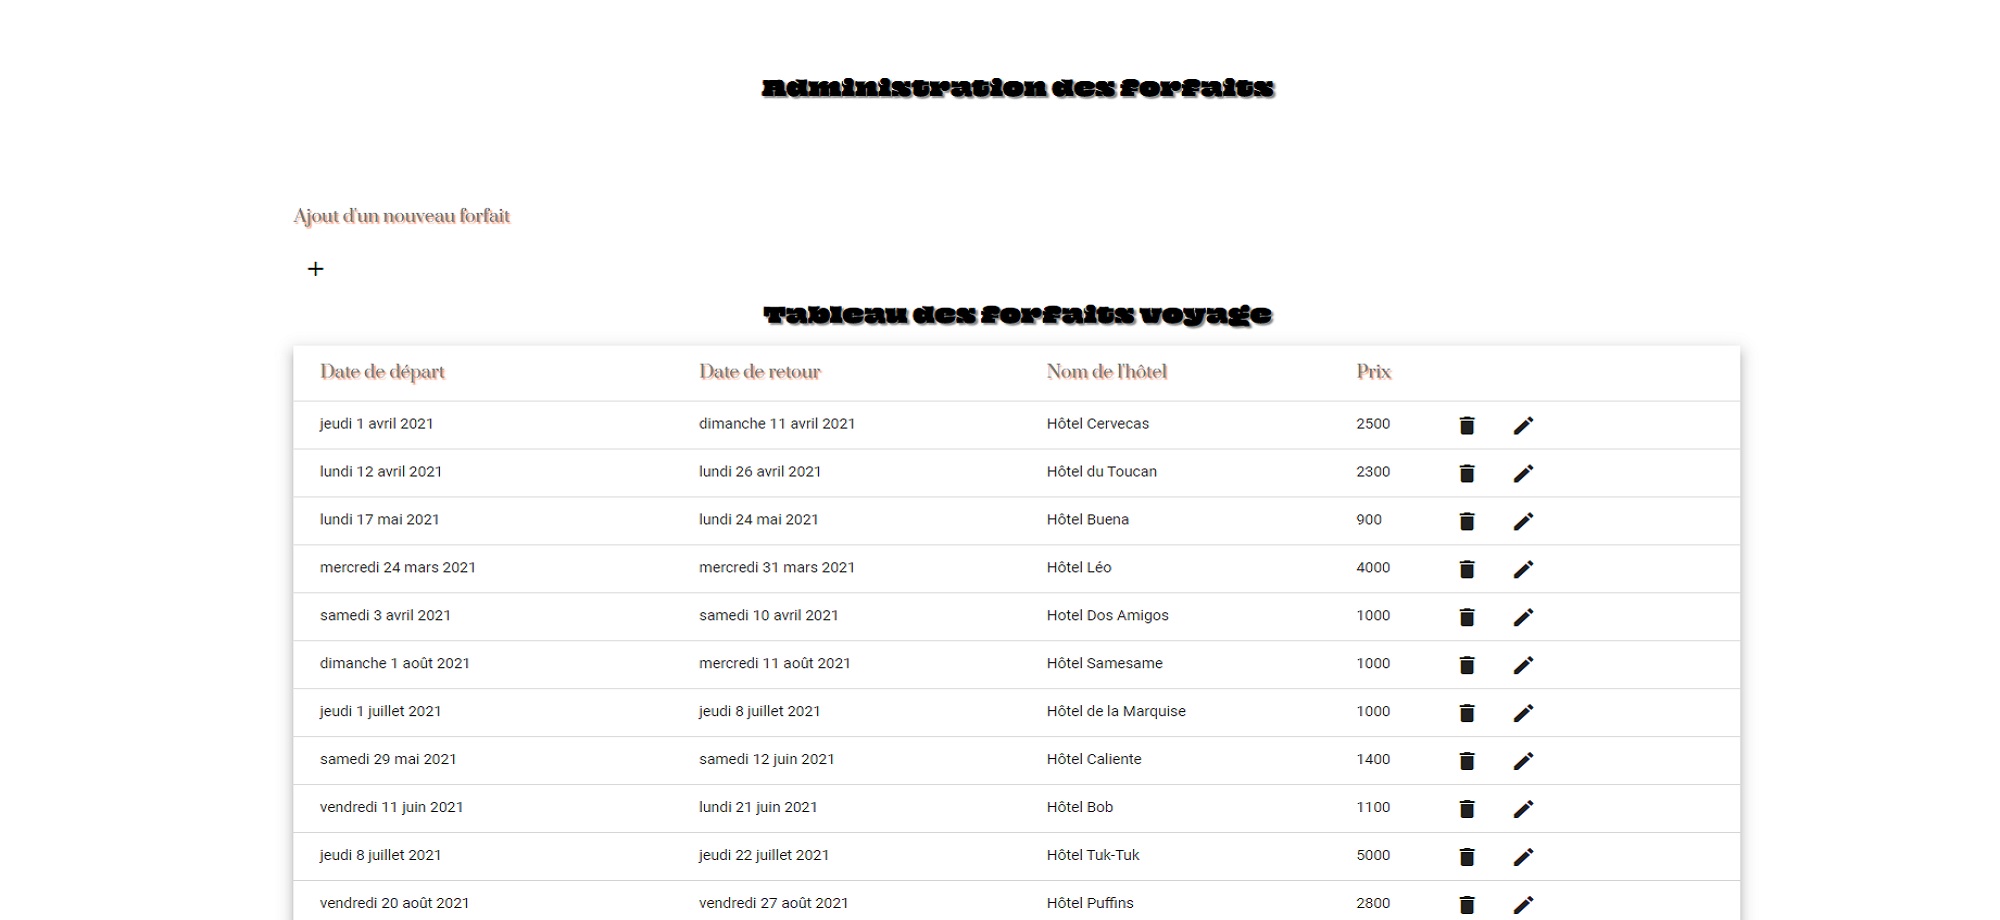 Administration des forfaits
Ajout d'un nouveau forfait
+
Tableau des forfaits voyage
Date de départ Date de retour Nom de l'hôtel Prix
jeudi 1 avril 2021 dimanche 11 avril 2021 Hôtel Cervecas 2500
lundi 12 avril 2021 lundi 26 avril 2021 Hôtel du Toucan 2300
lundi 17 mai 2021 lundi 24 mai 2021 Hôtel Buena 900
mercredi 24 mars 2021 mercredi 31 mars 2021 Hôtel Léo 4000
samedi 3 avril 2021 samedi 10 avril 2021 Hotel Dos Amigos 1000
dimanche 1 août 2021 mercredi 11 août 2021 Hôtel Samesame 1000
jeudi 1 juillet 2021 jeudi 8 juillet 2021 Hôtel de la Marquise 1000
samedi 29 mai 2021 samedi 12 juin 2021 Hôtel Caliente 1400
vendredi 11 juin 2021 lundi 21 juin 2021 Hôtel Bob 1100
jeudi 8 juillet 2021 jeudi 22 juillet 2021 Hôtel Tuk-Tuk 5000
vendredi 20 août 2021 vendredi 27 août 2021 Hôtel Puffins 2800